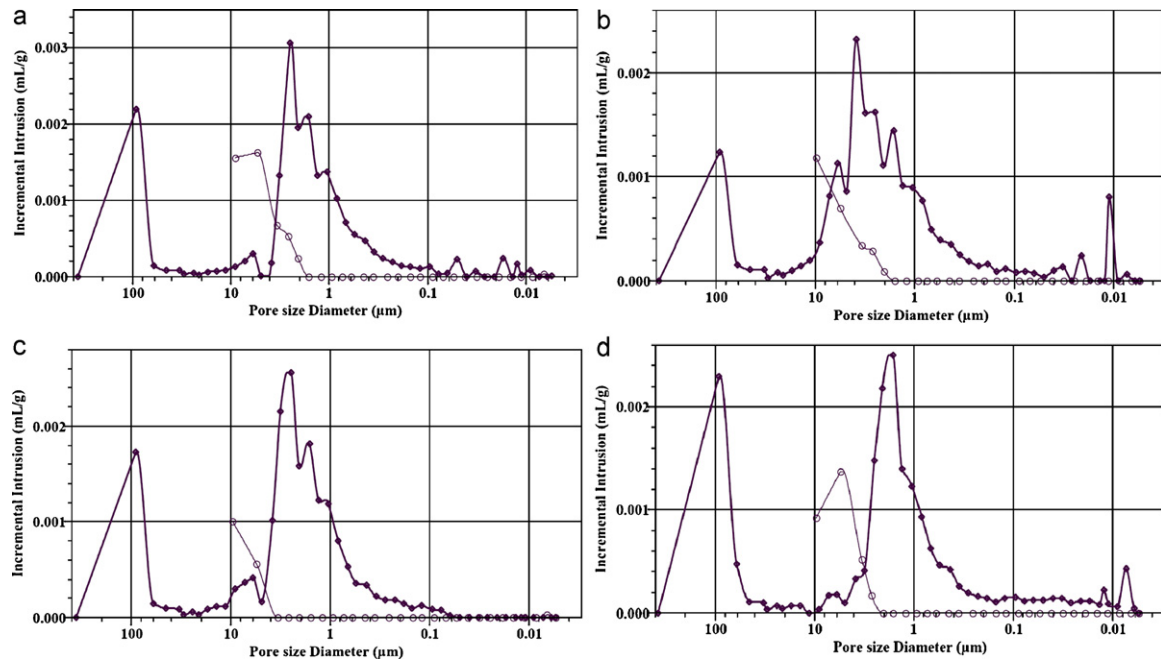 a
Incremental Intrusion (mL/g)
0.003
0.002
0.001
0.000
100 10 1 0.1 0.01
Pore size Diameter (µm)
b
Incremental Intrusion (mL/g)
0.002
0.001
0.000
100 10 1 0.1 0.01
Pore size Diameter (µm)
c
Incremental Intrusion (mL/g)
0.002
0.001
0.000
100 10 1 0.1 0.01
Pore size Diameter (µm)
d
Incremental Intrusion (mL/g)
0.002
0.001
0.000
100 10 1 0.1 0.01
Pore size Diameter (µm)